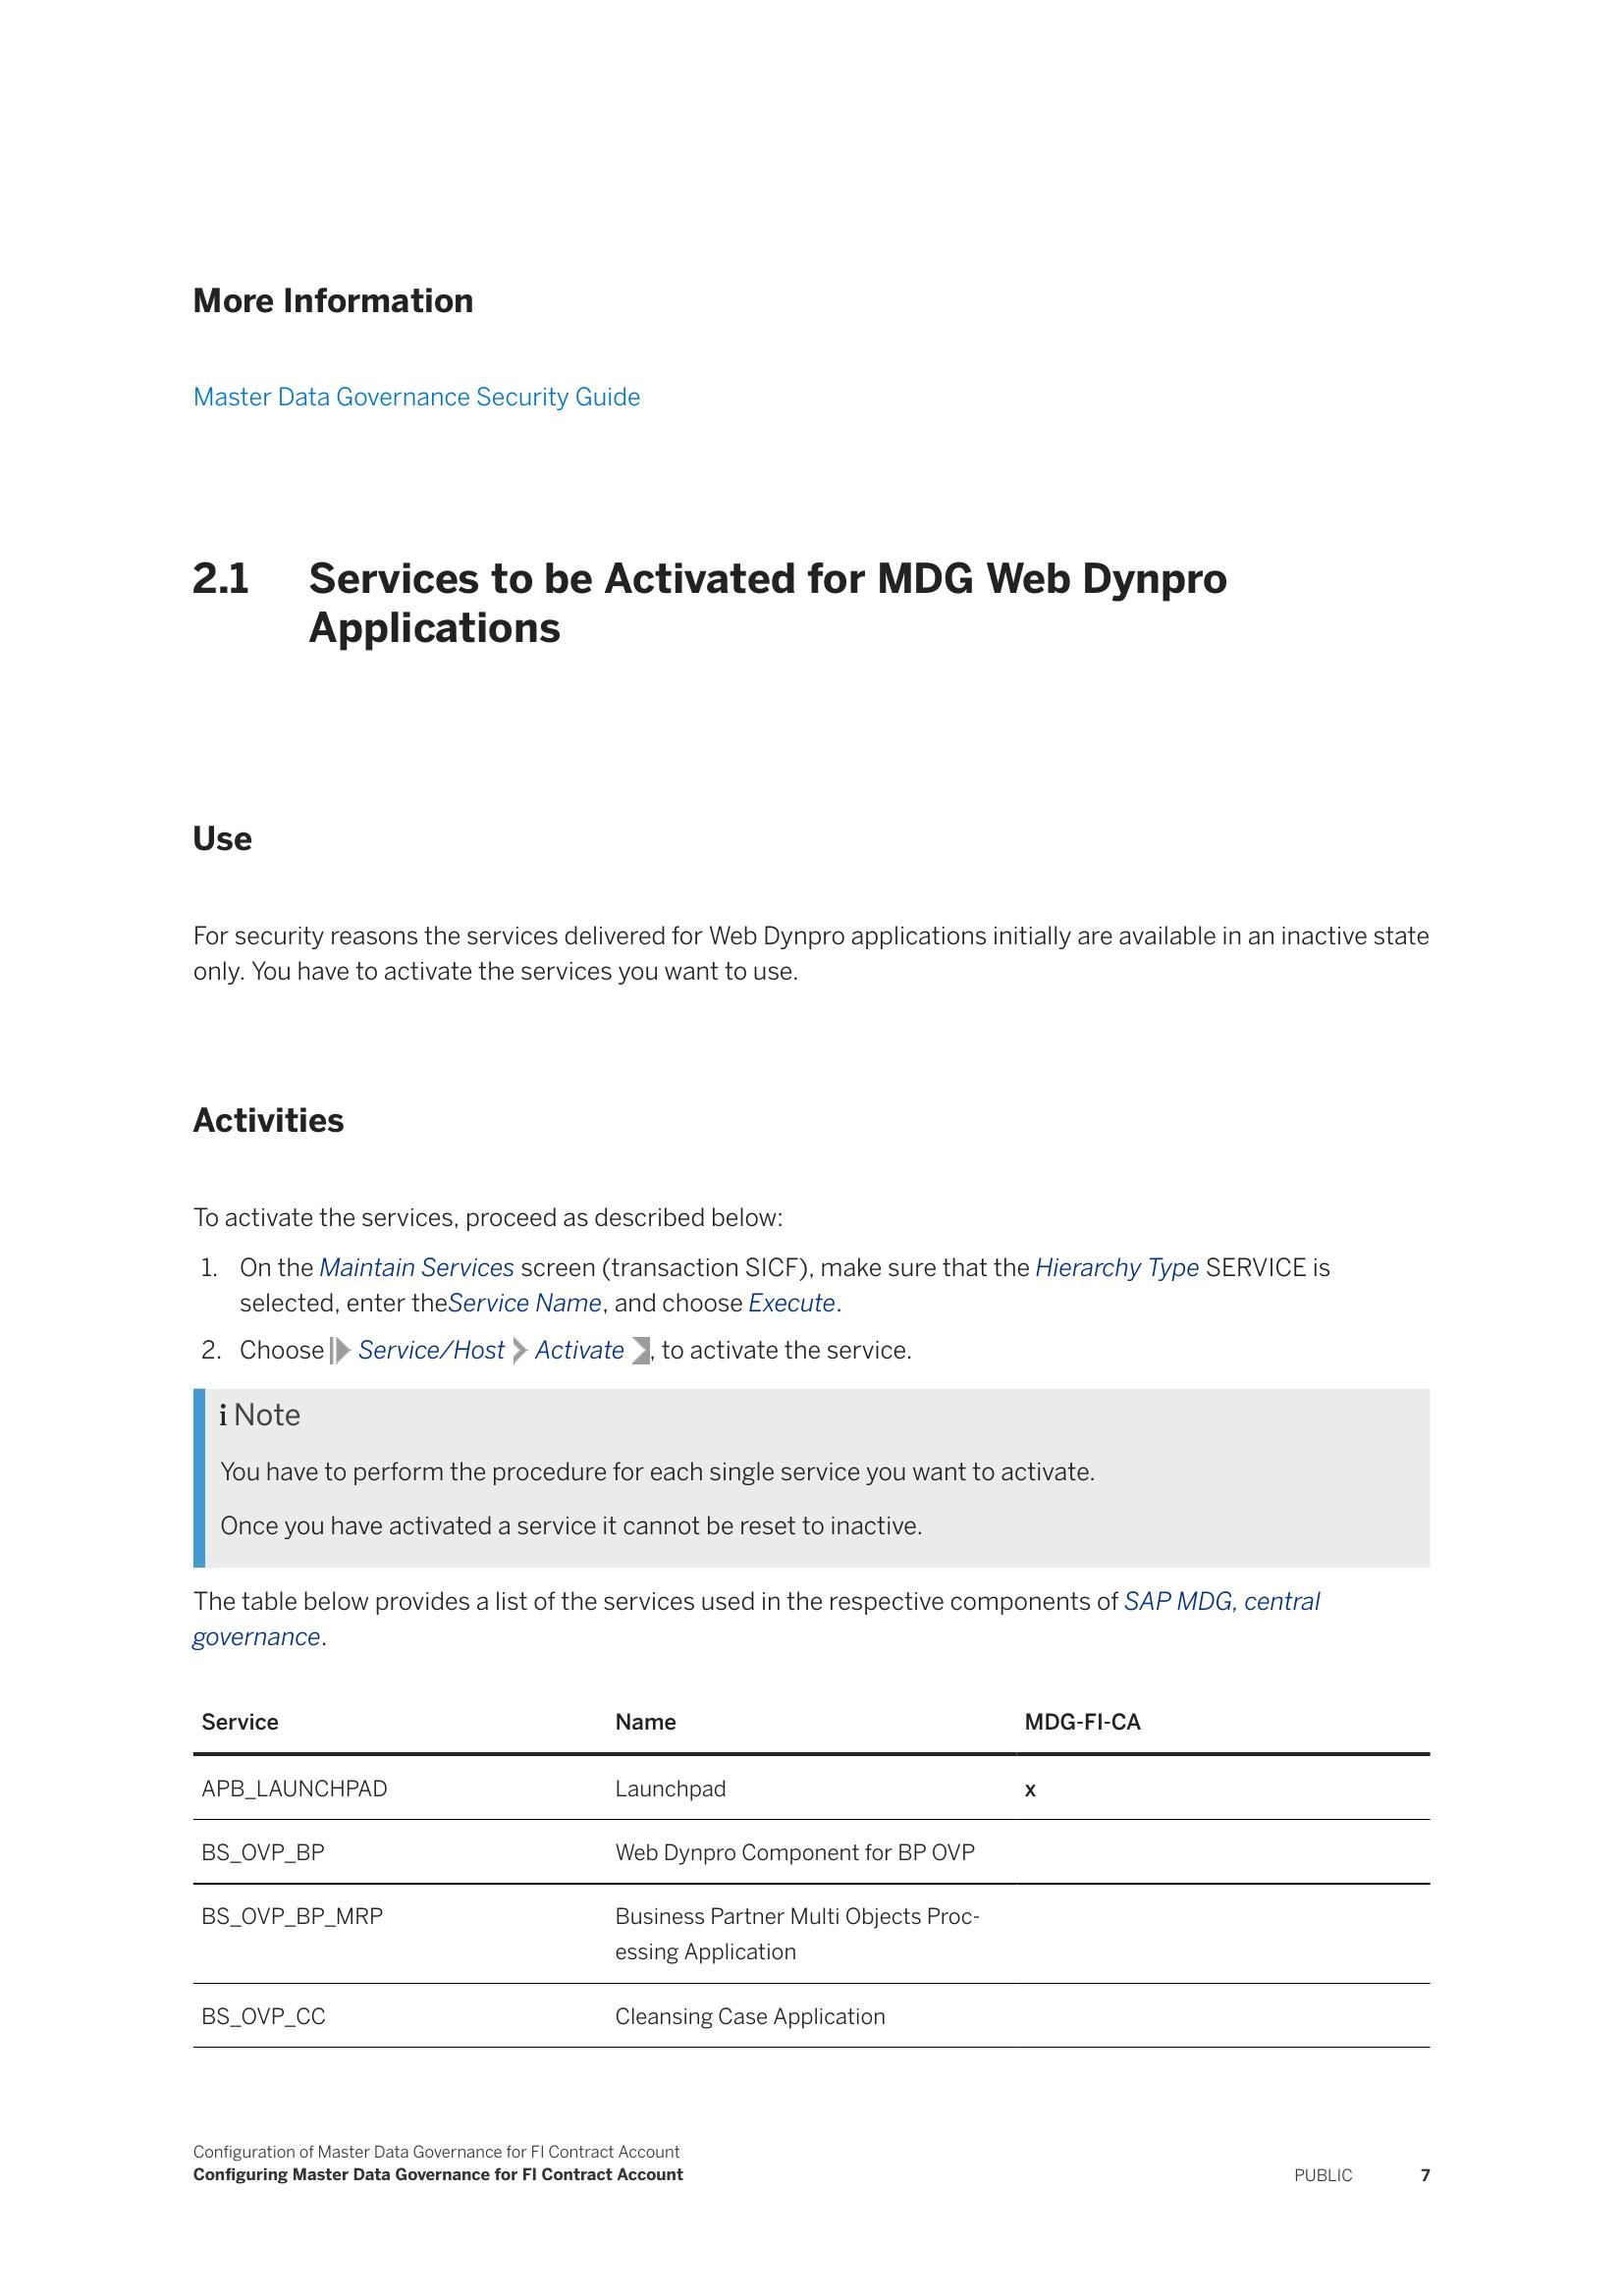 More Information
Master Data Governance Security Guide
2.1 Services to be Activated for MDG Web Dynpro
Applications
Use
For security reasons the services delivered for Web Dynpro applications initially are available in an inactive state
only. You have to activate the services you want to use.
Activities
To activate the services, proceed as described below:
1. On the Maintain Services screen (transaction SICF), make sure that the Hierarchy Type SERVICE is
selected, enter theService Name, and choose Execute.
2. Choose Service/Host Activate , to activate the service.
i Note
You have to perform the procedure for each single service you want to activate.
Once you have activated a service it cannot be reset to inactive.
The table below provides a list of the services used in the respective components of SAP MDG, central
governance.
Service Name MDG-FI-CA
APB_LAUNCHPAD Launchpad x
BS_OVP_BP Web Dynpro Component for BP OVP
BS_OVP_BP_MRP Business Partner Multi Objects Proc-
essing Application
BS_OVP_CC Cleansing Case Application
Configuration of Master Data Governance for FI Contract Account
Configuring Master Data Governance for FI Contract Account PUBLIC 7